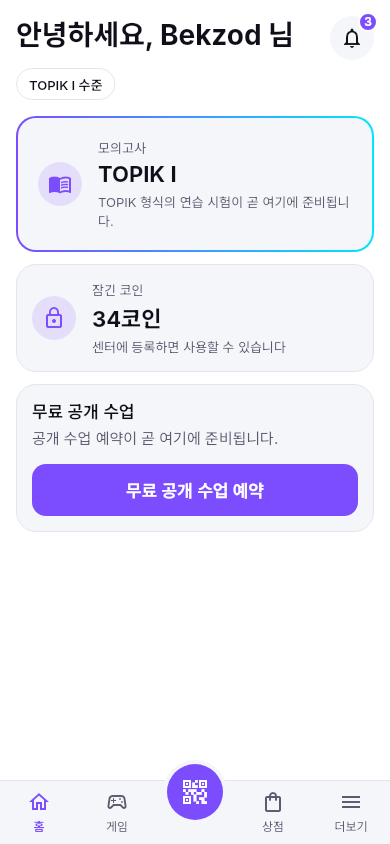 안녕하세요, Bekzod 님
3
TOPIK I 수준
모의고사
TOPIK I
TOPIK 형식의 연습 시험이 곧 여기에 준비됩니
다.
잠긴 코인
34코인
센터에 등록하면 사용할 수 있습니다
무료 공개 수업
공개 수업 예약이 곧 여기에 준비됩니다.
무료 공개 수업 예약
홈
게임
상점
더보기